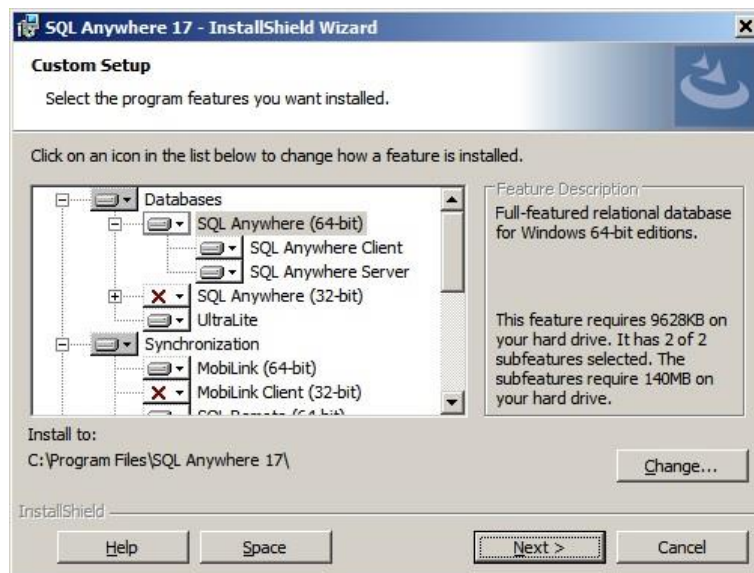 SQL Anywhere 17 - InstallShield Wizard
Custom Setup
Select the program features you want installed.
Click on an icon in the list below to change how a feature is installed.
Databases
SQL Anywhere (64-bit)
SQL Anywhere Client
SQL Anywhere Server
SQL Anywhere (32-bit)
UltraLite
Synchronization
MobiLink (64-bit)
MobiLink Client (32-bit)
SQL Remote (64-bit)
Feature Description
Full-featured relational database
for Windows 64-bit editions.
This feature requires 9628KB on
your hard drive. It has 2 of 2
subfeatures selected. The
subfeatures require 140MB on
your hard drive.
Install to:
C:\Program Files\SQL Anywhere 17\
Change...
InstallShield
Help
Space
Next >
Cancel